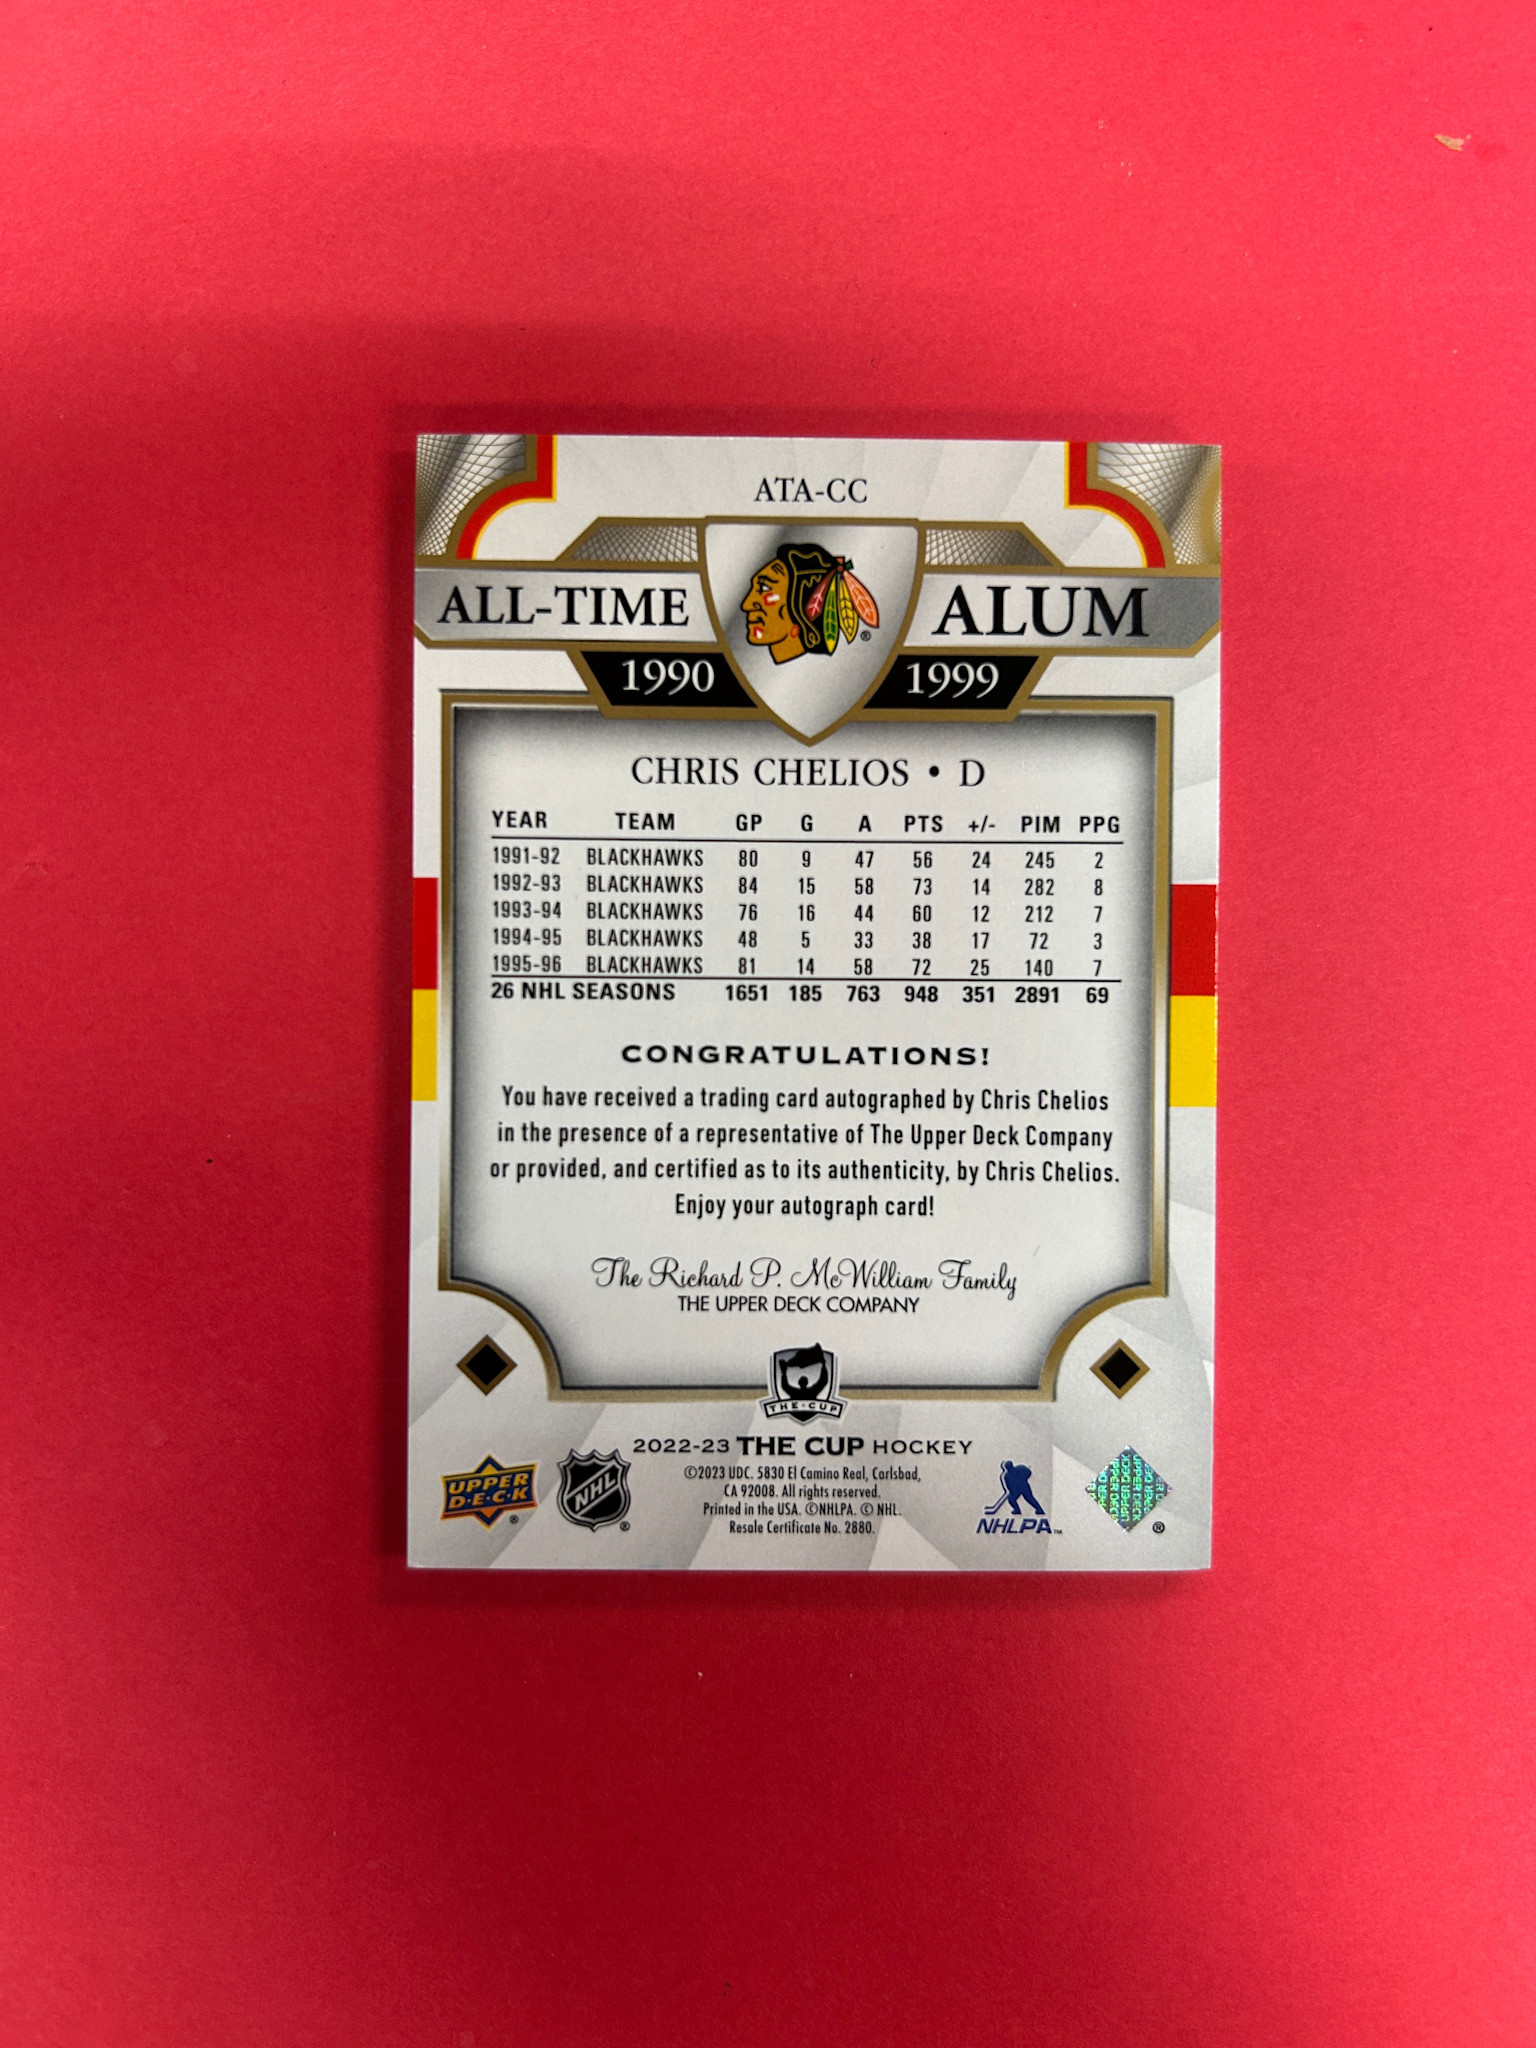 ATA-CC
ALL-TIME ALUM
1990 1999
CHRIS CHELIOS • D
YEAR TEAM GP G A PTS +/- PIM PPG
1991-92 BLACKHAWKS 80 9 47 56 24 245 2
1992-93 BLACKHAWKS 84 15 58 73 14 282 8
1993-94 BLACKHAWKS 76 16 44 60 12 212 7
1994-95 BLACKHAWKS 48 5 33 38 17 72 3
1995-96 BLACKHAWKS 81 14 58 72 25 140 7
26 NHL SEASONS 1651 185 763 948 351 2891 69
CONGRATULATIONS!
You have received a trading card autographed by Chris Chelios
in the presence of a representative of The Upper Deck Company
or provided, and certified as to its authenticity, by Chris Chelios.
Enjoy your autograph card!
The Richard P. McWilliam Family
THE UPPER DECK COMPANY
THE•CUP
2022-23 THE CUP HOCKEY
©2023 UDC. 5830 El Camino Real, Carlsbad,
CA 92008. All rights reserved.
Printed in the USA. ©NHLPA. © NHL.
Resale Certificate No. 2880.
UPPER
D•E•C•K ®
NHL ®
®
NHLPA™
UPPER DECK
UPPER DECK
®